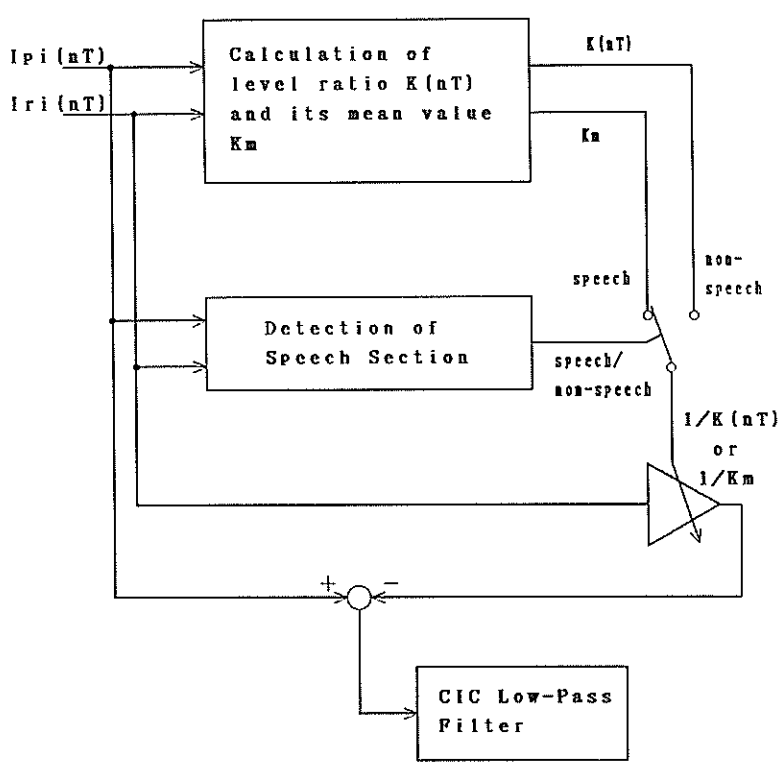 Ipi(nT)
Iri(nT)
Calculation of
level ratio K(nT)
and its mean value
Km
K(nT)
Km
speech
non-
speech
Detection of
Speech Section
speech/
non-speech
1/K(nT)
or
1/Km
+
−
CIC Low-Pass
Filter